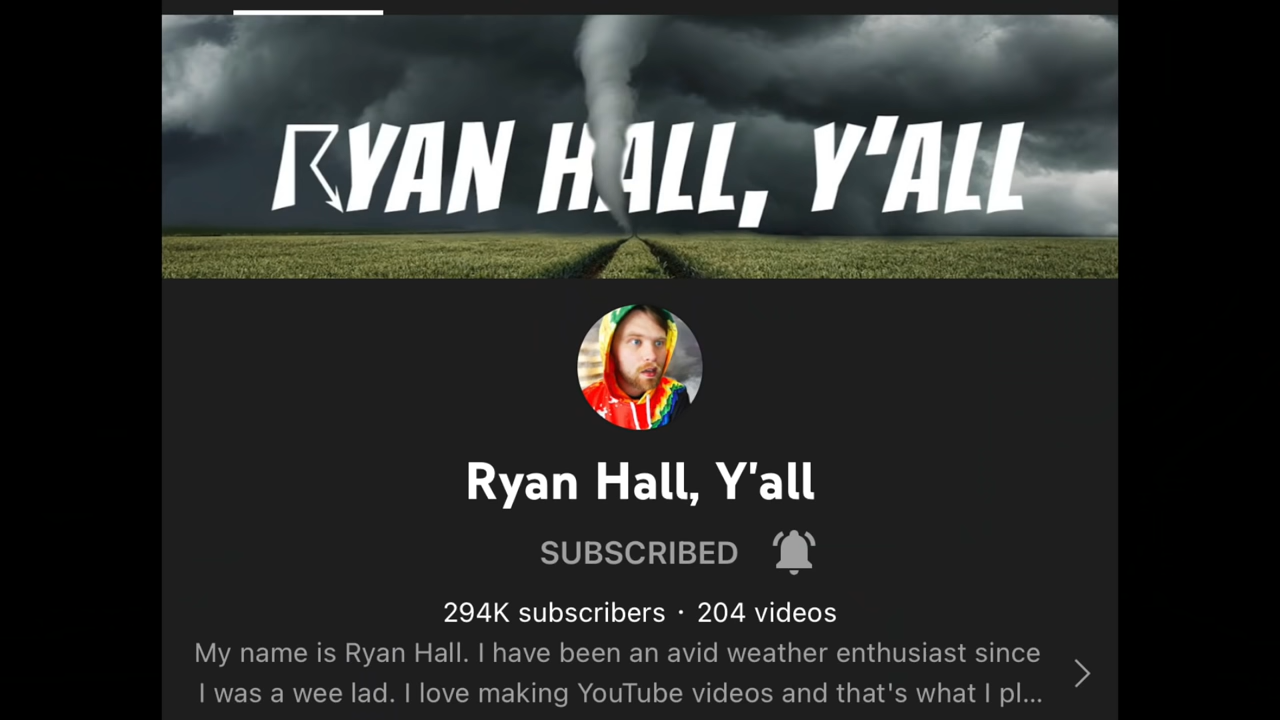 RYAN HALL, Y'ALL
Ryan Hall, Y'all
SUBSCRIBED
294K subscribers · 204 videos
My name is Ryan Hall. I have been an avid weather enthusiast since
I was a wee lad. I love making YouTube videos and that's what I pl...